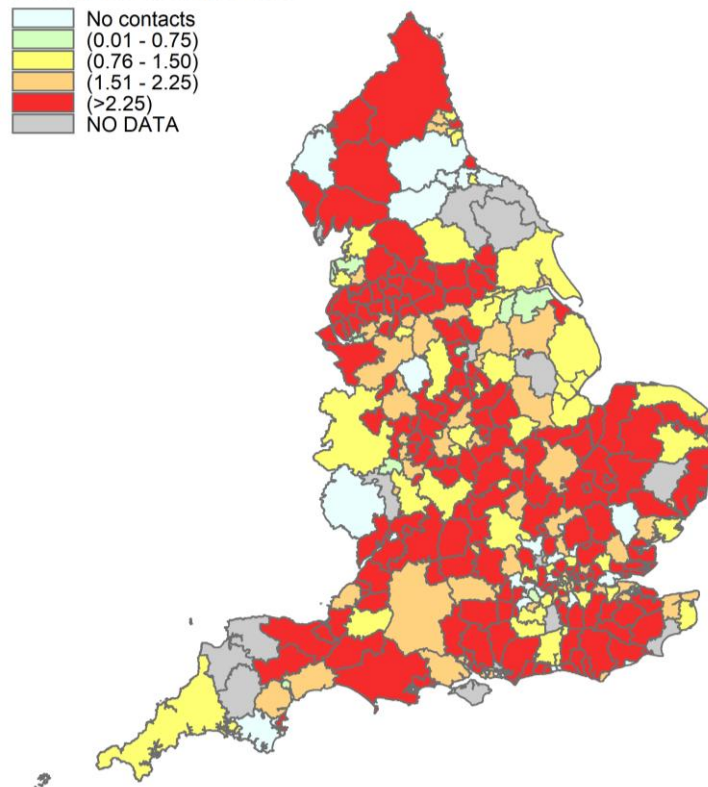 No contacts
(0.01 - 0.75)
(0.76 - 1.50)
(1.51 - 2.25)
(>2.25)
NO DATA